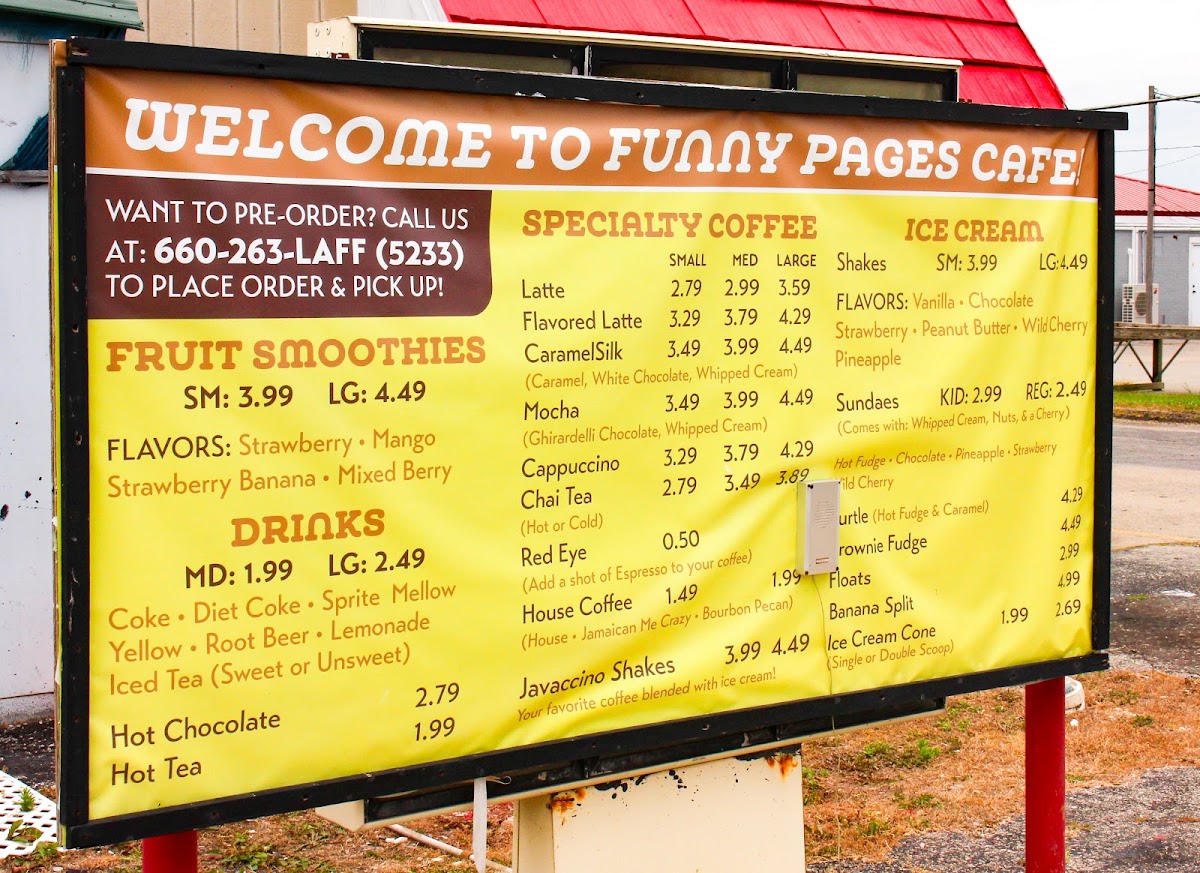 WELCOME TO FUNNY PAGES CAFE!
WANT TO PRE-ORDER? CALL US
AT: 660-263-LAFF (5233)
TO PLACE ORDER & PICK UP!
FRUIT SMOOTHIES
SM: 3.99 LG: 4.49
FLAVORS: Strawberry • Mango
Strawberry Banana • Mixed Berry
DRINKS
MD: 1.99 LG: 2.49
Coke • Diet Coke • Sprite Mellow
Yellow • Root Beer • Lemonade
Iced Tea (Sweet or Unsweet)
Hot Chocolate 2.79
Hot Tea 1.99
SPECIALTY COFFEE
SMALL MED LARGE
Latte 2.79 2.99 3.59
Flavored Latte 3.29 3.79 4.29
CaramelSilk 3.49 3.99 4.49
(Caramel, White Chocolate, Whipped Cream)
Mocha 3.49 3.99 4.49
(Ghirardelli Chocolate, Whipped Cream)
Cappuccino 3.29 3.79 4.29
Chai Tea 2.79 3.49 3.89
(Hot or Cold)
Red Eye 0.50
(Add a shot of Espresso to your coffee)
House Coffee 1.49 1.99
(House • Jamaican Me Crazy • Bourbon Pecan)
Javaccino Shakes 3.99 4.49
Your favorite coffee blended with ice cream!
ICE CREAM
Shakes SM: 3.99 LG:4.49
FLAVORS: Vanilla • Chocolate
Strawberry • Peanut Butter • Wild Cherry
Pineapple
Sundaes KID: 2.99 REG: 2.49
(Comes with: Whipped Cream, Nuts, & a Cherry)
Hot Fudge • Chocolate • Pineapple • Strawberry
ild Cherry
urtle (Hot Fudge & Caramel) 4.29
rownie Fudge 4.49
Floats 2.99
Banana Split 4.99
Ice Cream Cone 1.99 2.69
(Single or Double Scoop)